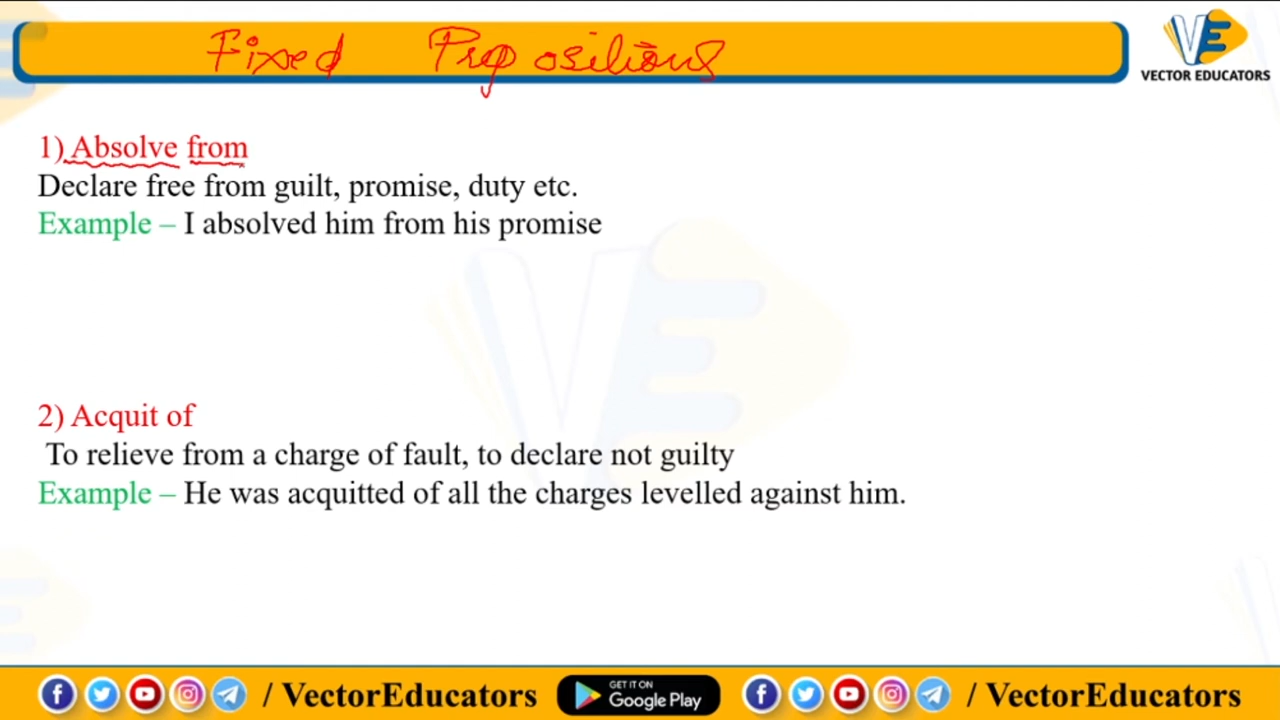 Fixed Prepositions
VECTOR EDUCATORS
1) Absolve from
Declare free from guilt, promise, duty etc.
Example – I absolved him from his promise
2) Acquit of
To relieve from a charge of fault, to declare not guilty
Example – He was acquitted of all the charges levelled against him.
/ VectorEducators GET IT ON Google Play / VectorEducators